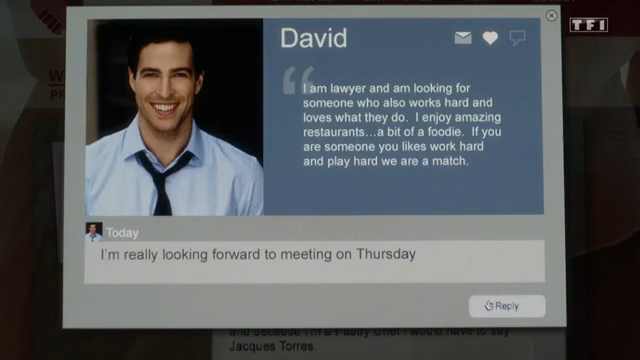 TF1
David
I am lawyer and am looking for
someone who also works hard and
loves what they do. I enjoy amazing
restaurants...a bit of a foodie. If you
are someone you likes work hard
and play hard we are a match.
Today
I'm really looking forward to meeting on Thursday
Reply
and because I'm a Pastry Chef I would have to say
Jacques Torres.